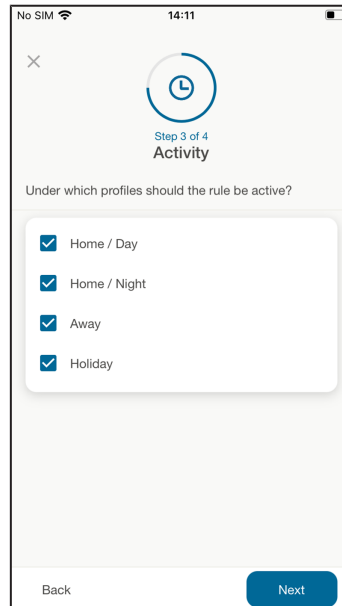 No SIM 14:11
Step 3 of 4
Activity
Under which profiles should the rule be active?
Home / Day
Home / Night
Away
Holiday
Back Next